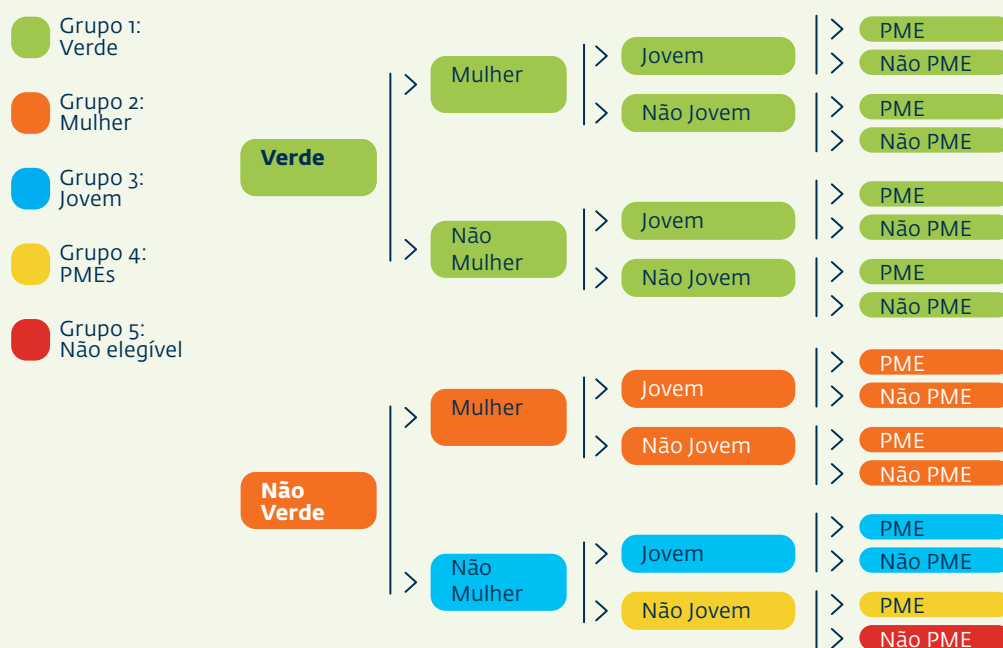 Grupo 1:
Verde
Grupo 2:
Mulher
Grupo 3:
Jovem
Grupo 4:
PMEs
Grupo 5:
Não elegível
Verde
Mulher
Jovem
PME
Não PME
Não Jovem
PME
Não PME
Não
Mulher
Jovem
PME
Não PME
Não Jovem
PME
Não PME
Não
Verde
Mulher
Jovem
PME
Não PME
Não Jovem
PME
Não PME
Não
Mulher
Jovem
PME
Não PME
Não Jovem
PME
Não PME